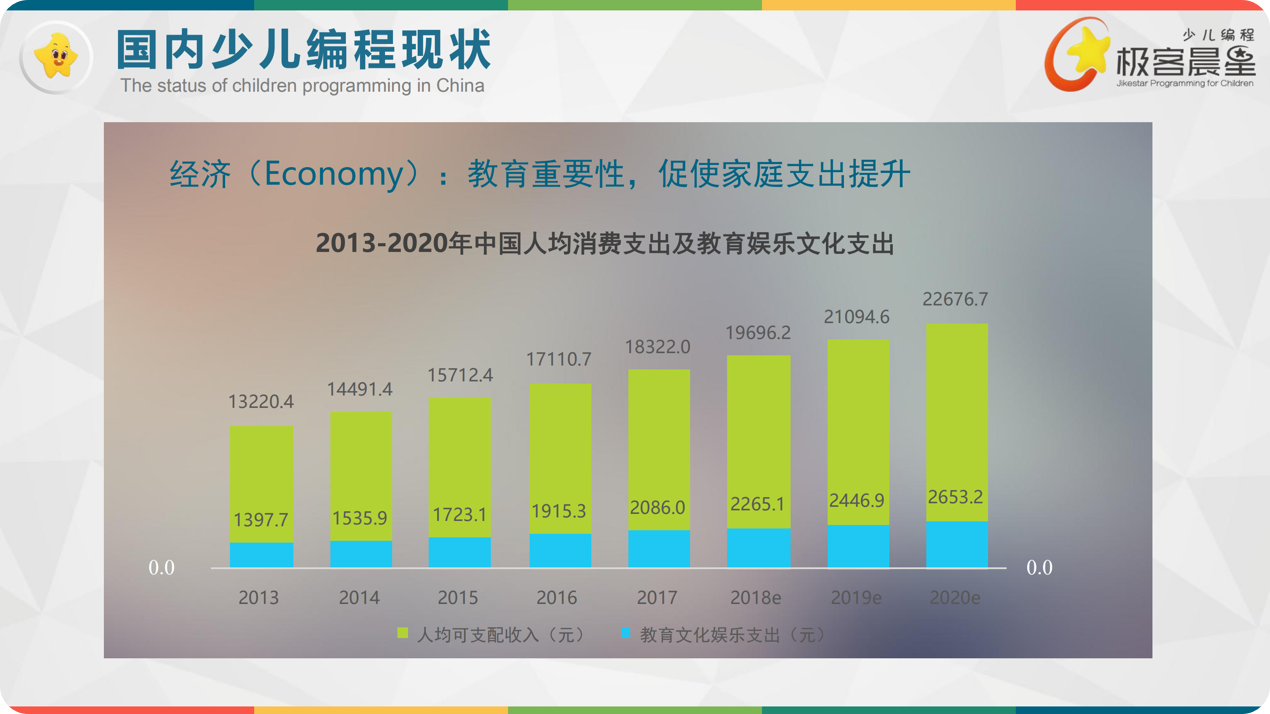 国内少儿编程现状
The status of children programming in China
少儿编程
极客晨星
Jikestar Programming for Children
经济（Economy）：教育重要性，促使家庭支出提升
2013-2020年中国人均消费支出及教育娱乐文化支出
13220.4 14491.4 15712.4 17110.7 18322.0 19696.2 21094.6 22676.7
1397.7 1535.9 1723.1 1915.3 2086.0 2265.1 2446.9 2653.2
0.0 0.0
2013 2014 2015 2016 2017 2018e 2019e 2020e
人均可支配收入（元） 教育文化娱乐支出（元）